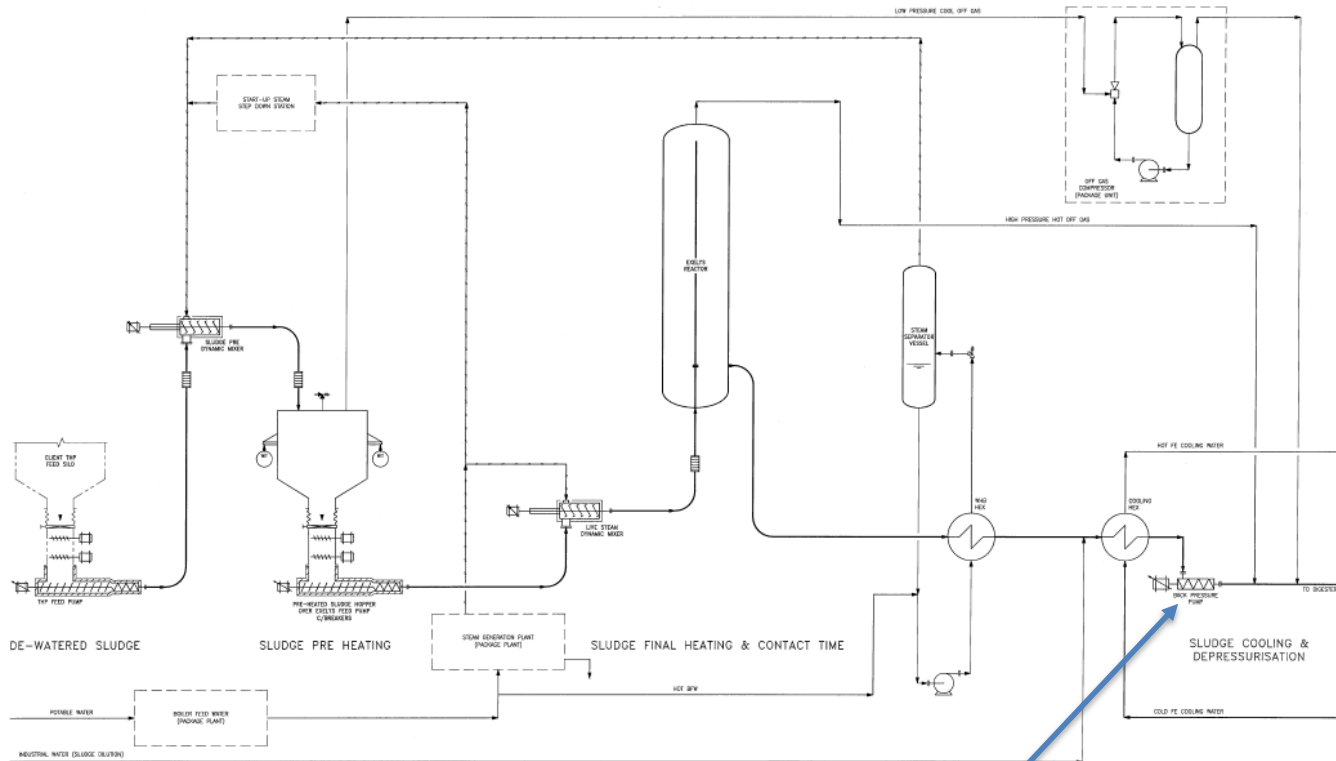 LOW PRESSURE COOL OFF GAS
START-UP STEAM
STEP DOWN STATION
OFF GAS
COMPRESSOR
(PACKAGE UNIT)
HIGH PRESSURE HOT OFF GAS
EXELYS
REACTOR
STEAM
SEPARATOR
VESSEL
SLUDGE PRE
DYNAMIC MIXER
CLIENT THP
FEED SILO
HOT FE COOLING WATER
WHB
HEX
COOLING
HEX
LIVE STEAM
DYNAMIC MIXER
THP FEED PUMP
PRE-HEATED SLUDGE HOPPER
OVER EXELYS FEED PUMP
C/BREAKERS
BACK PRESSURE
PUMP
TO DIGESTER
DE-WATERED SLUDGE
SLUDGE PRE HEATING
STEAM GENERATION PLANT
(PACKAGE PLANT)
SLUDGE FINAL HEATING & CONTACT TIME
SLUDGE COOLING &
DEPRESSURISATION
HOT BFW
POTABLE WATER
BOILER FEED WATER
(PACKAGE PLANT)
COLD FE COOLING WATER
INDUSTRIAL WATER (SLUDGE DILUTION)